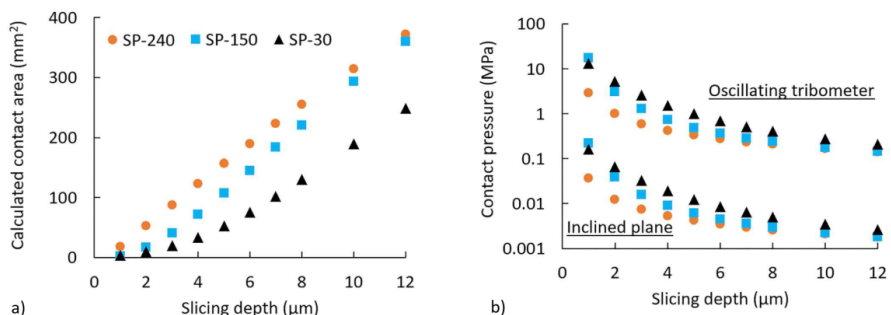 400
300
200
100
0
Calculated contact area (mm²)
SP-240 SP-150 SP-30
0 2 4 6 8 10 12
Slicing depth (μm)
a)
100
10
1
0.1
0.01
0.001
Contact pressure (MPa)
Oscillating tribometer
Inclined plane
0 2 4 6 8 10 12
Slicing depth (μm)
b)